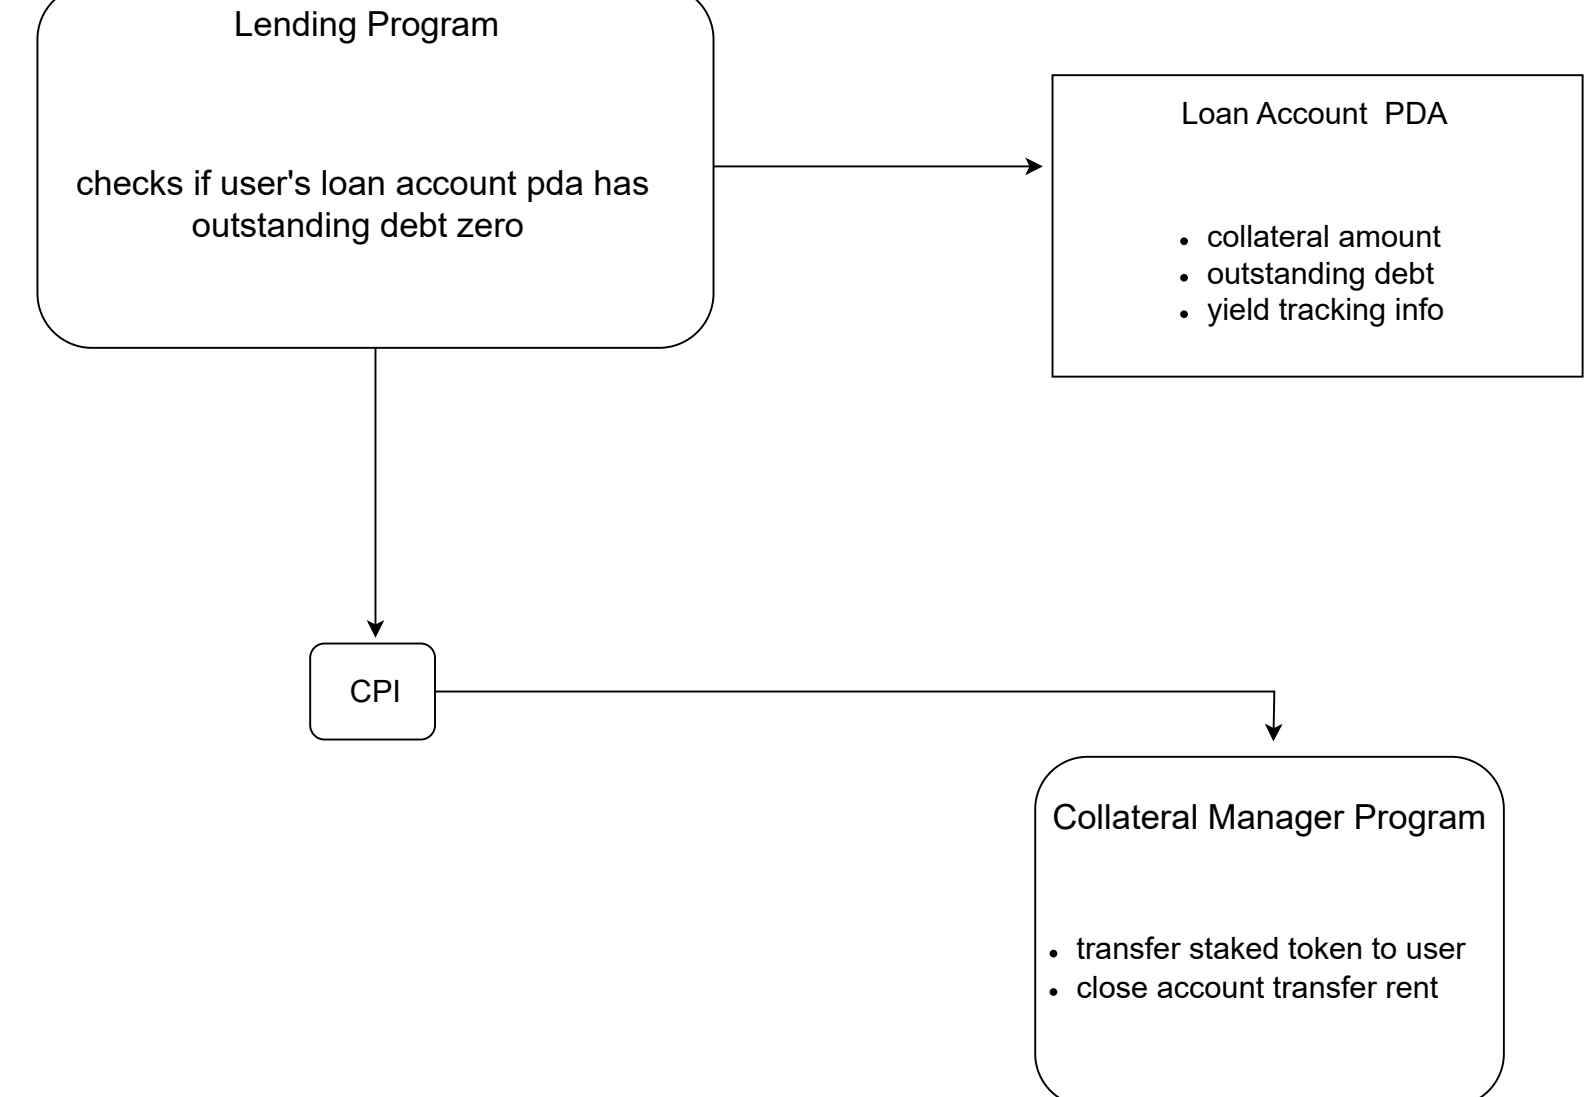 Lending Program
checks if user's loan account pda has
outstanding debt zero
Loan Account  PDA
• collateral amount
• outstanding debt
• yield tracking info
CPI
Collateral Manager Program
• transfer staked token to user
• close account transfer rent